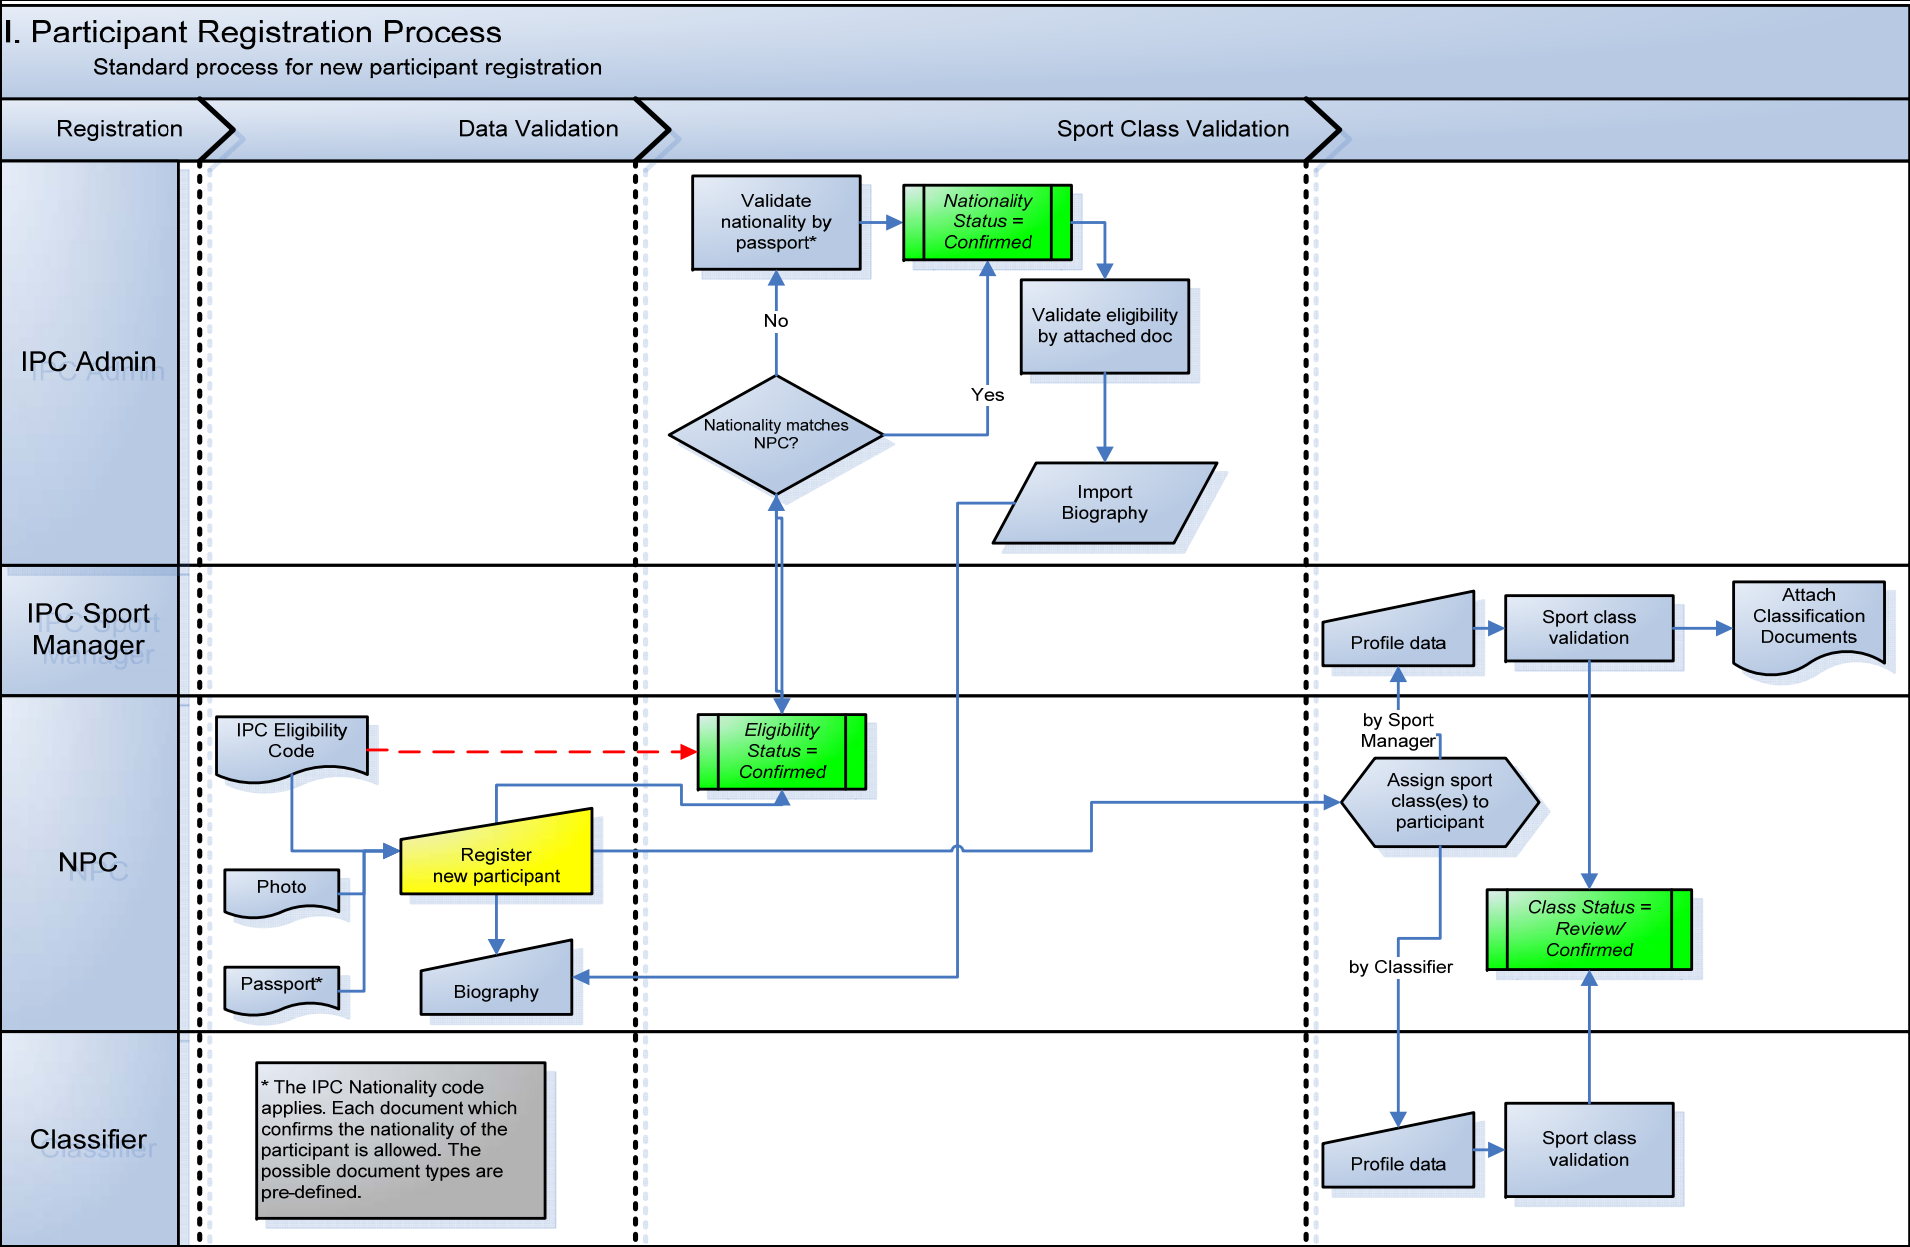 I. Participant Registration Process
Standard process for new participant registration
Registration
Data Validation
Sport Class Validation
IPC Admin
Validate
nationality by
passport*
Nationality
Status =
Confirmed
No
Validate eligibility
by attached doc
Yes
Nationality matches
NPC?
Import
Biography
IPC Sport
Manager
Profile data
Sport class
validation
Attach
Classification
Documents
NPC
IPC Eligibility
Code
Eligibility
Status =
Confirmed
by Sport
Manager
Assign sport
class(es) to
participant
Register
new participant
Photo
Passport*
Biography
Class Status =
Review/
Confirmed
by Classifier
Classifier
* The IPC Nationality code
applies. Each document which
confirms the nationality of the
participant is allowed. The
possible document types are
pre-defined.
Profile data
Sport class
validation